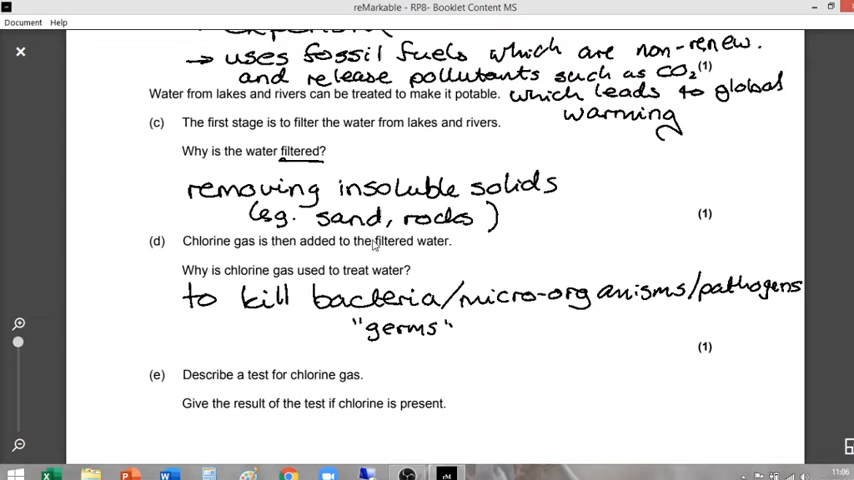 reMarkable - RP8- Booklet Content MS
Document Help
→ uses fossil fuels which are non-renew.
and release pollutants such as CO₂ (1)
Water from lakes and rivers can be treated to make it potable. which leads to global
warming
(c) The first stage is to filter the water from lakes and rivers.
Why is the water filtered?
removing insoluble solids
(eg. sand, rocks)
(1)
(d) Chlorine gas is then added to the filtered water.
Why is chlorine gas used to treat water?
to kill bacteria/micro-organisms/pathogens
"germs"
(1)
(e) Describe a test for chlorine gas.
Give the result of the test if chlorine is present.
11:06